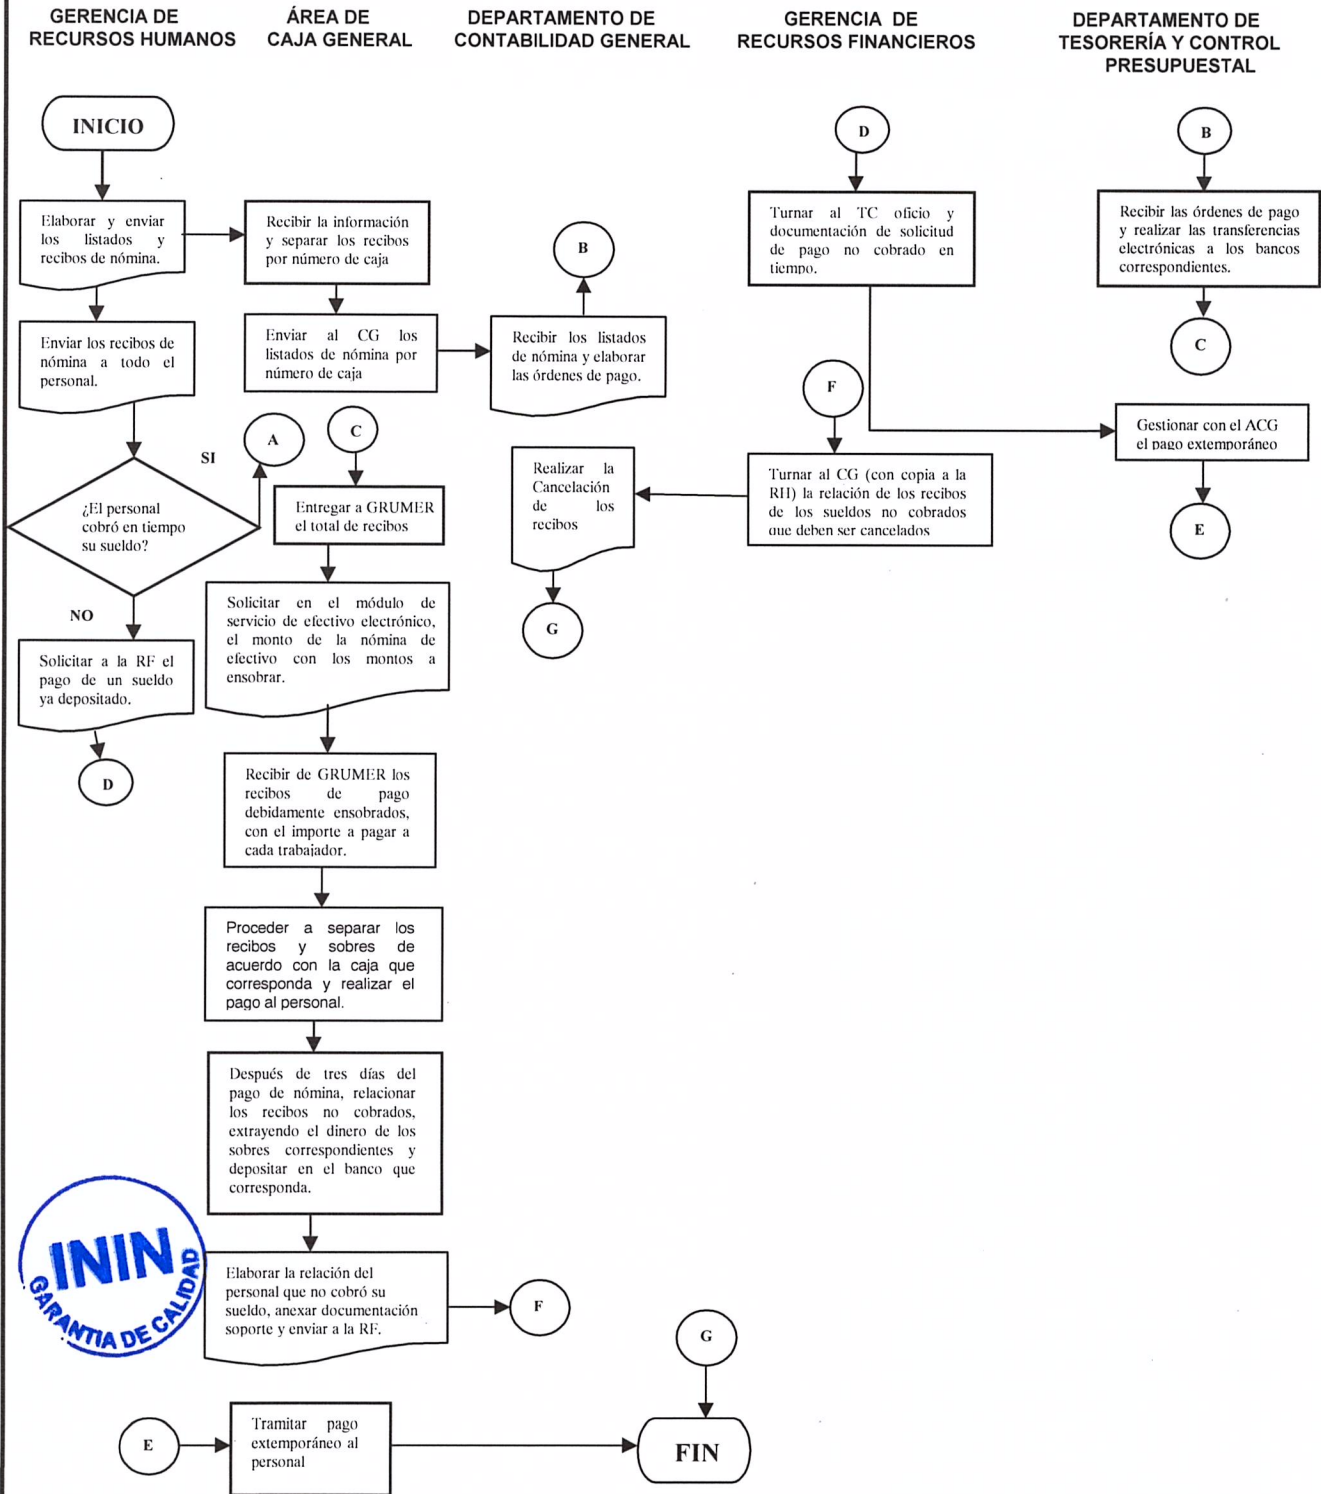 GERENCIA DE
RECURSOS HUMANOS
ÁREA DE
CAJA GENERAL
DEPARTAMENTO DE
CONTABILIDAD GENERAL
GERENCIA DE
RECURSOS FINANCIEROS
DEPARTAMENTO DE
TESORERÍA Y CONTROL
PRESUPUESTAL
INICIO
Elaborar y enviar
los listados y
recibos de nómina.
Enviar los recibos de
nómina a todo el
personal.
SI
¿El personal
cobró en tiempo
su sueldo?
A
NO
Solicitar a la RF el
pago de un sueldo
ya depositado.
D
Recibir la información
y separar los recibos
por número de caja
Enviar al CG los
listados de nómina por
número de caja
C
Entregar a GRUMER
el total de recibos
Solicitar en el módulo de
servicio de efectivo electrónico,
el monto de la nómina de
efectivo con los montos a
ensobrar.
Recibir de GRUMER los
recibos de pago
debidamente ensobrados,
con el importe a pagar a
cada trabajador.
Proceder a separar los
recibos y sobres de
acuerdo con la caja que
corresponda y realizar el
pago al personal.
Después de tres días del
pago de nómina, relacionar
los recibos no cobrados,
extrayendo el dinero de los
sobres correspondientes y
depositar en el banco que
corresponda.
Elaborar la relación del
personal que no cobró su
sueldo, anexar documentación
soporte y enviar a la RF.
F
E
Tramitar pago
extemporáneo al
personal
B
Recibir los listados
de nómina y elaborar
las órdenes de pago.
Realizar la
Cancelación
de los
recibos
G
D
Turnar al TC oficio y
documentación de solicitud
de pago no cobrado en
tiempo.
F
Turnar al CG (con copia a la
RH) la relación de los recibos
de los sueldos no cobrados
que deben ser cancelados
G
FIN
B
Recibir las órdenes de pago
y realizar las transferencias
electrónicas a los bancos
correspondientes.
C
Gestionar con el ACG
el pago extemporáneo
E
ININ
GARANTIA DE CALIDAD